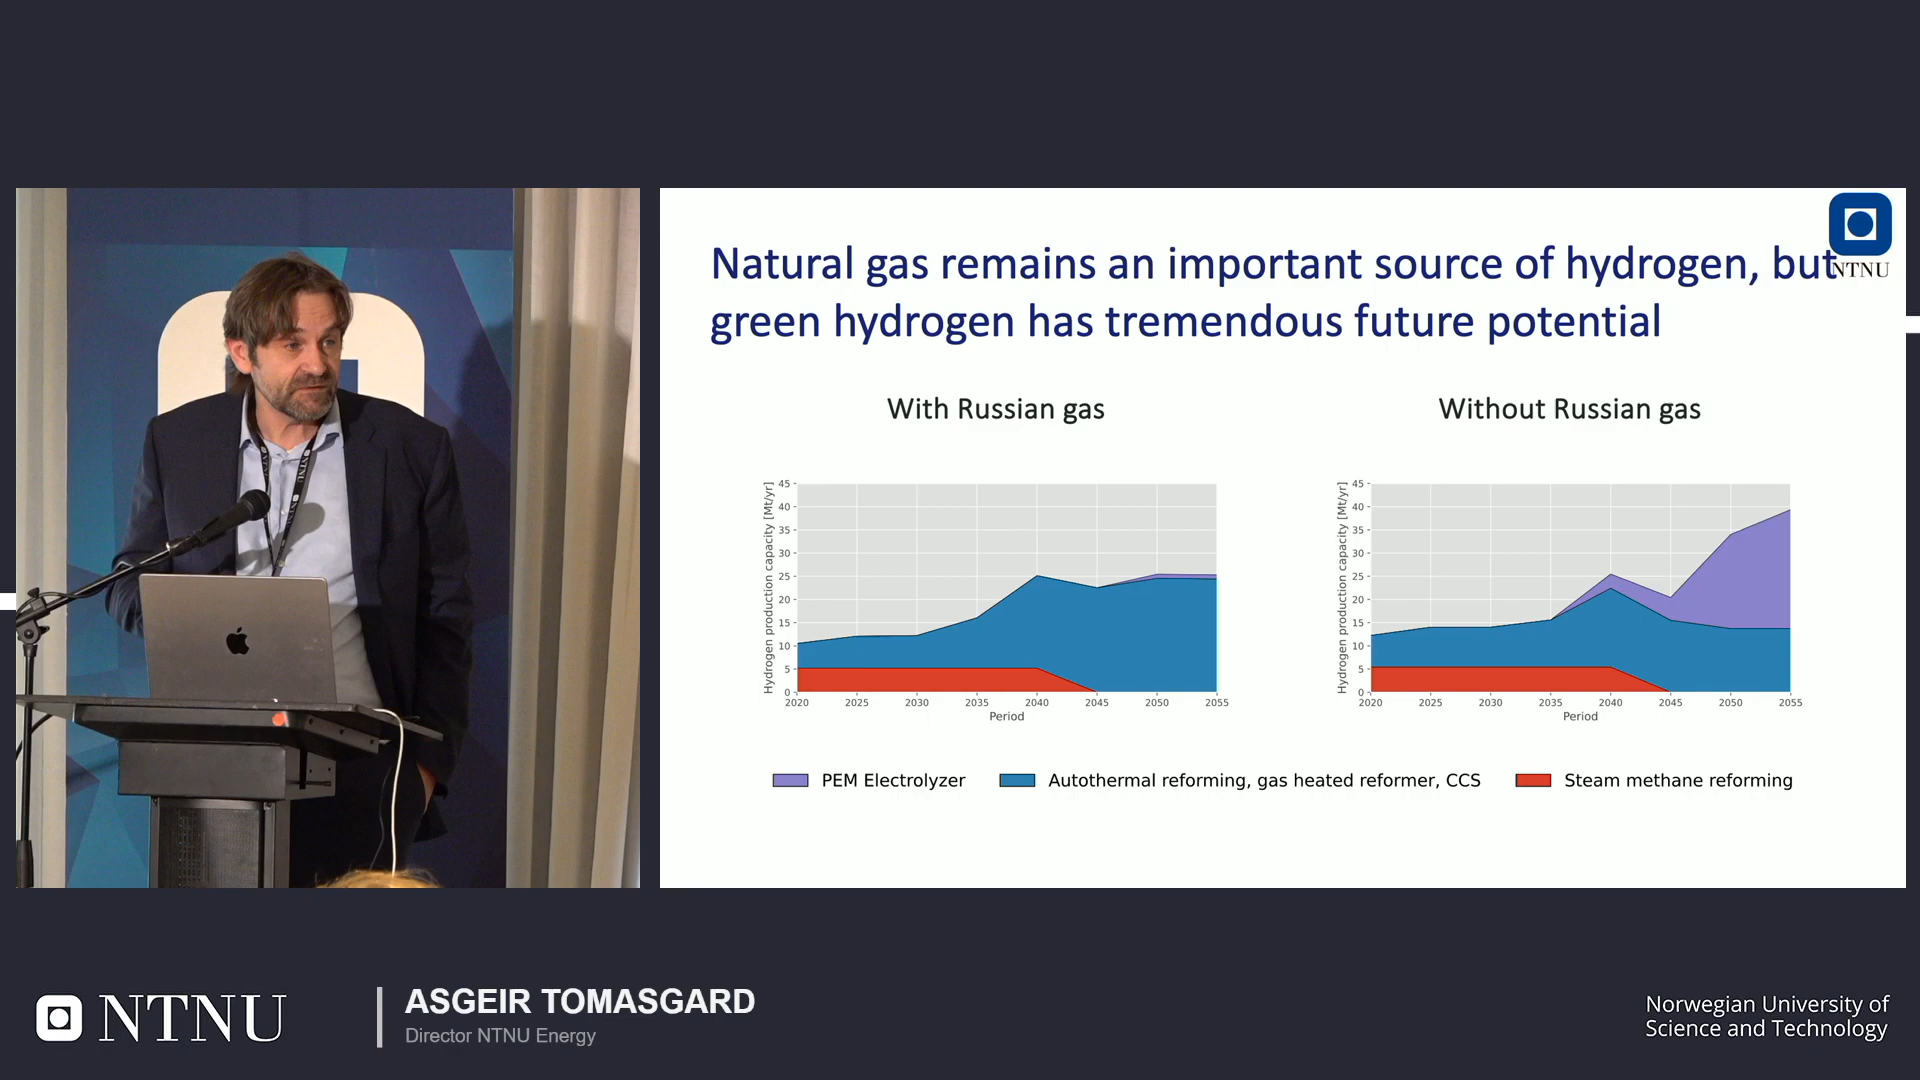 Natural gas remains an important source of hydrogen, but
green hydrogen has tremendous future potential
NTNU
With Russian gas
Without Russian gas
Hydrogen production capacity [Mt/yr]
45
40
35
30
25
20
15
10
5
0
2020 2025 2030 2035 2040 2045 2050 2055
Period
Hydrogen production capacity [Mt/yr]
45
40
35
30
25
20
15
10
5
0
2020 2025 2030 2035 2040 2045 2050 2055
Period
PEM Electrolyzer
Autothermal reforming, gas heated reformer, CCS
Steam methane reforming
NTNU
NTNU
ASGEIR TOMASGARD
Director NTNU Energy
Norwegian University of
Science and Technology